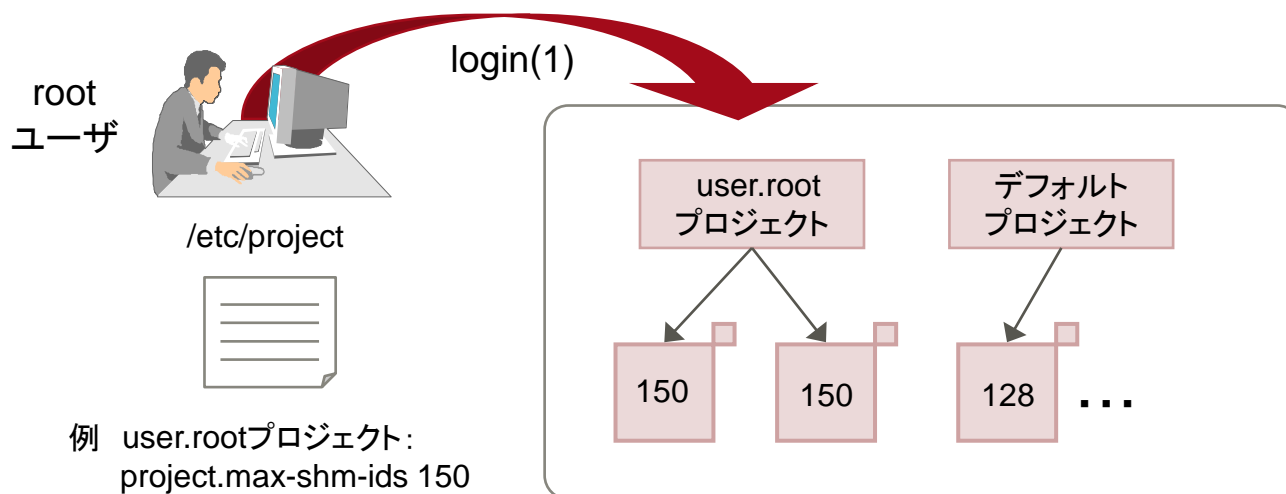 root
ユーザ
login(1)
/etc/project
例 user.rootプロジェクト:
project.max-shm-ids 150
user.root
プロジェクト
デフォルト
プロジェクト
150
150
128
...